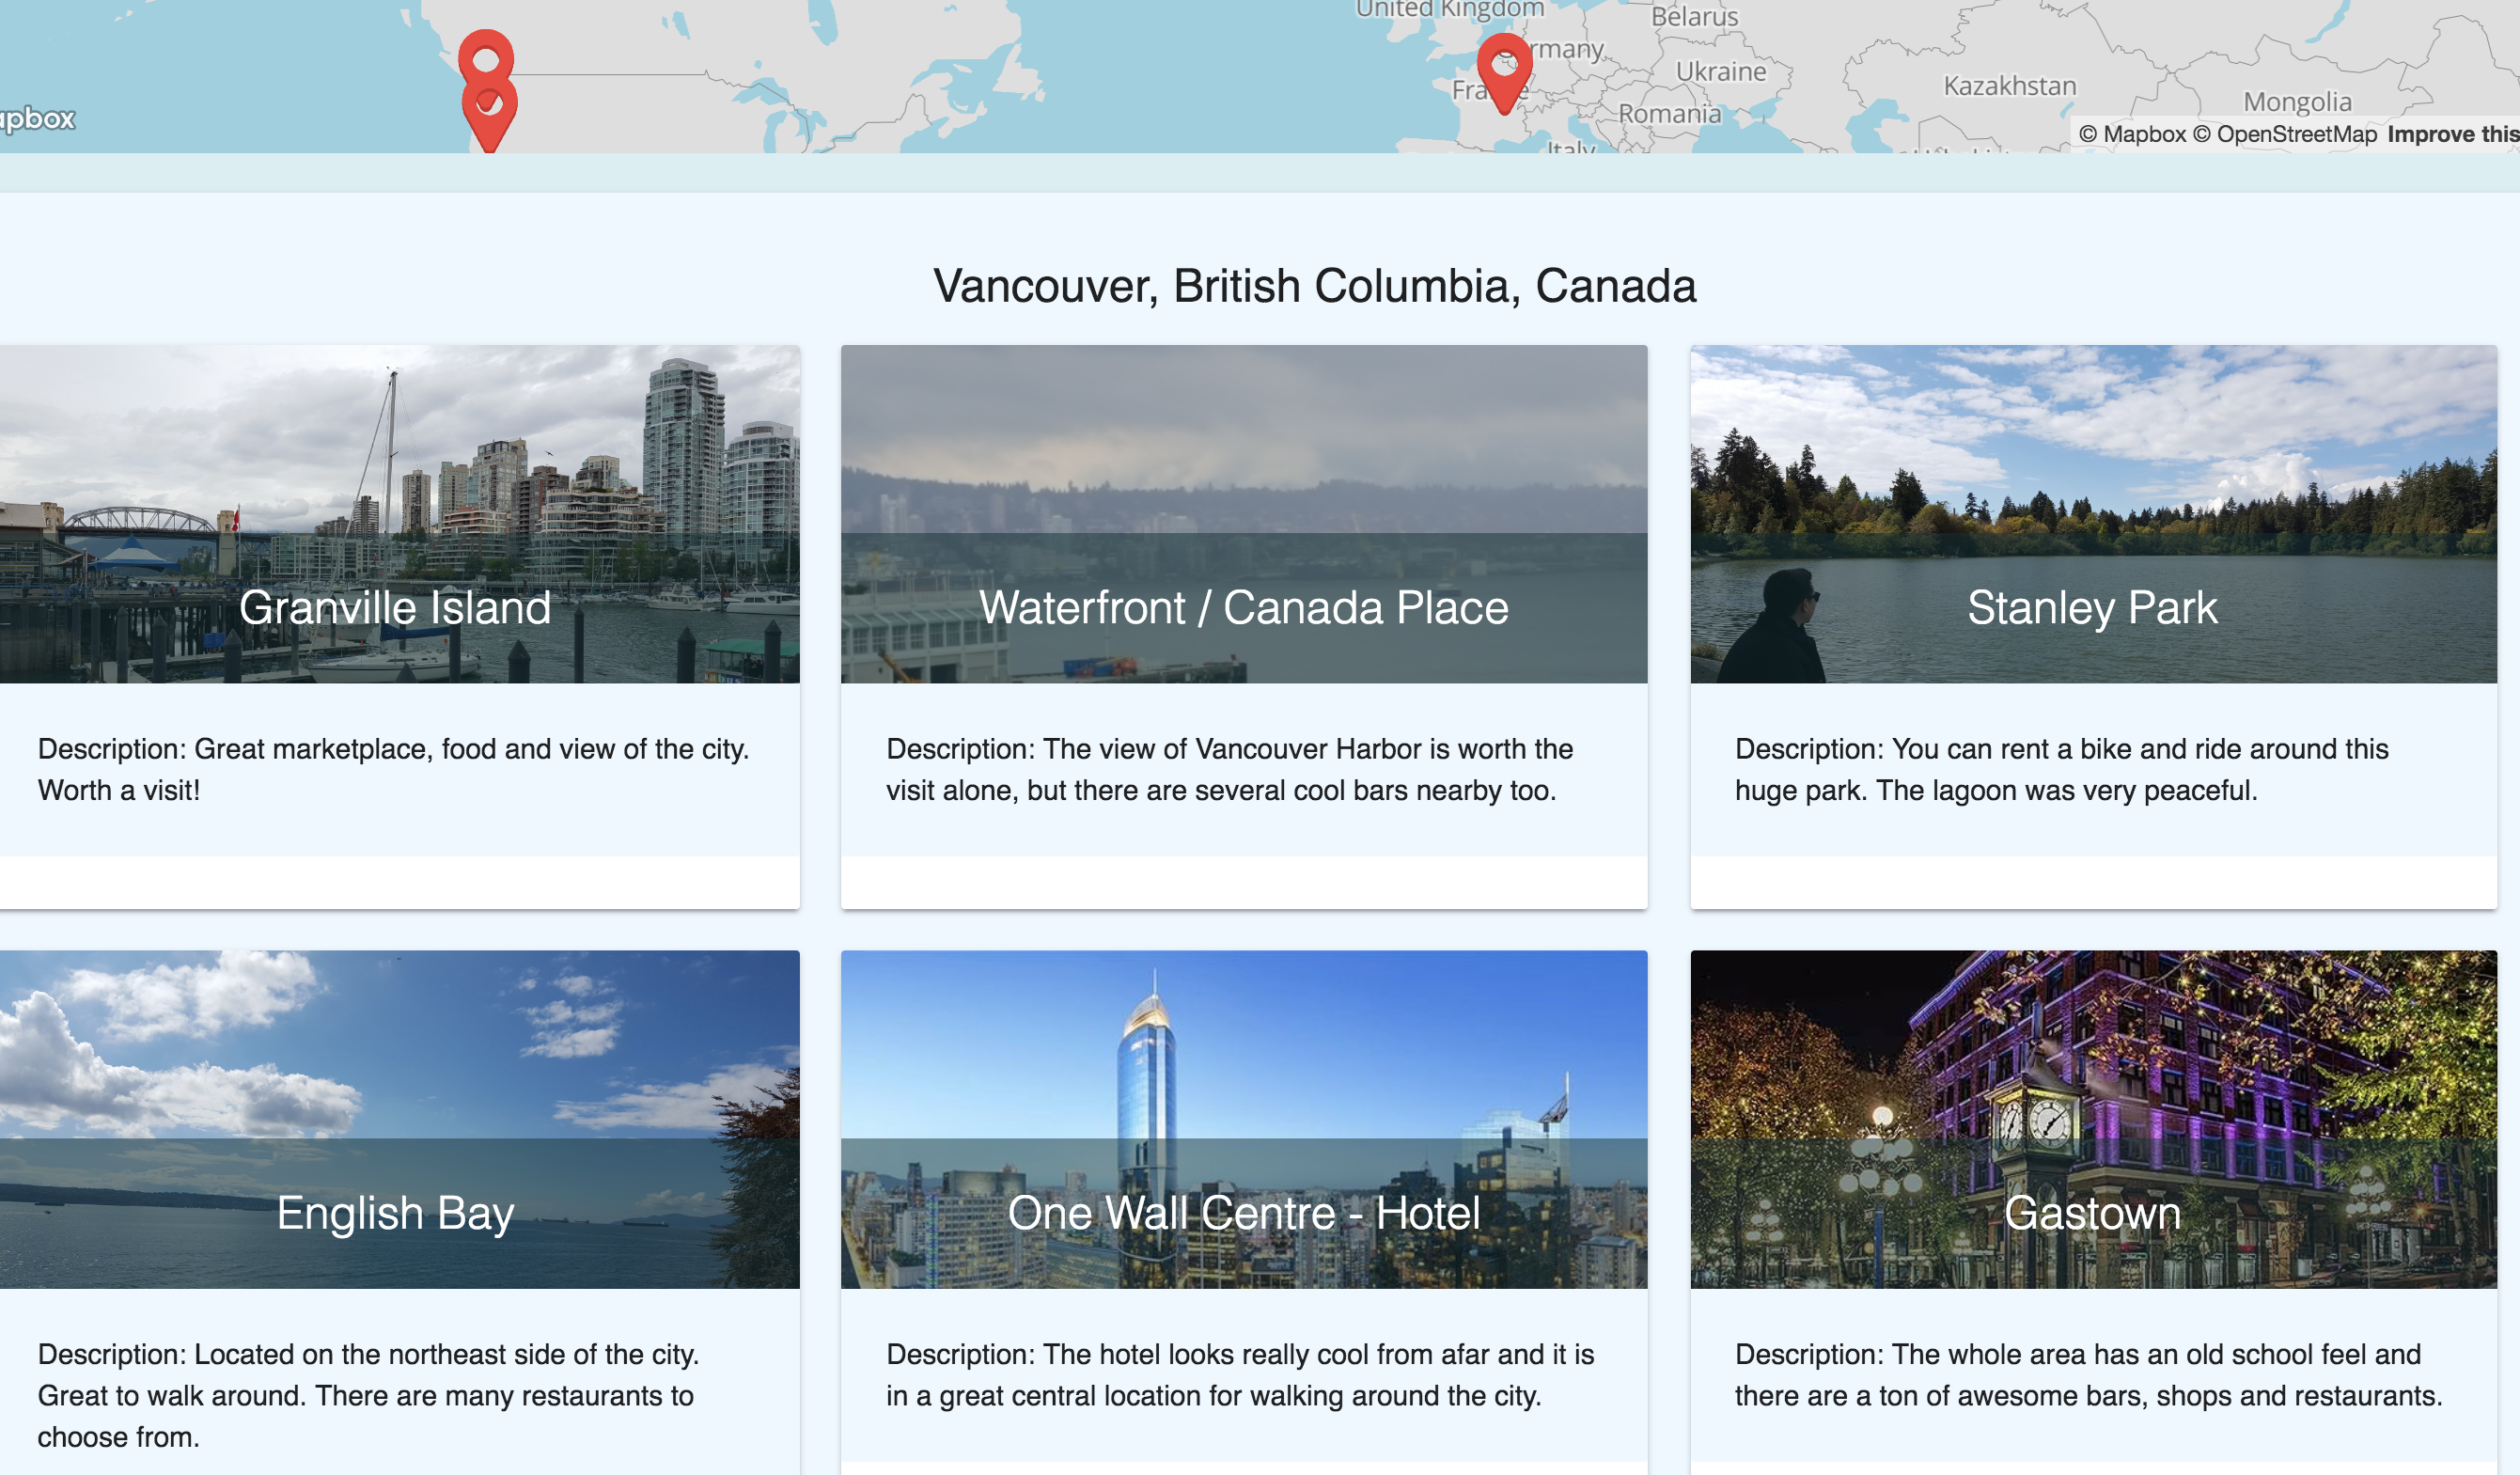 United Kingdom
Belarus
rmany
Ukraine
Kazakhstan
Romania
Mongolia
apbox
Italy
© Mapbox © OpenStreetMap Improve this
Vancouver, British Columbia, Canada
Granville Island
Waterfront / Canada Place
Stanley Park
Description: Great marketplace, food and view of the city.
Worth a visit!
Description: The view of Vancouver Harbor is worth the
visit alone, but there are several cool bars nearby too.
Description: You can rent a bike and ride around this
huge park. The lagoon was very peaceful.
English Bay
One Wall Centre - Hotel
Gastown
Description: Located on the northeast side of the city.
Great to walk around. There are many restaurants to
choose from.
Description: The hotel looks really cool from afar and it is
in a great central location for walking around the city.
Description: The whole area has an old school feel and
there are a ton of awesome bars, shops and restaurants.